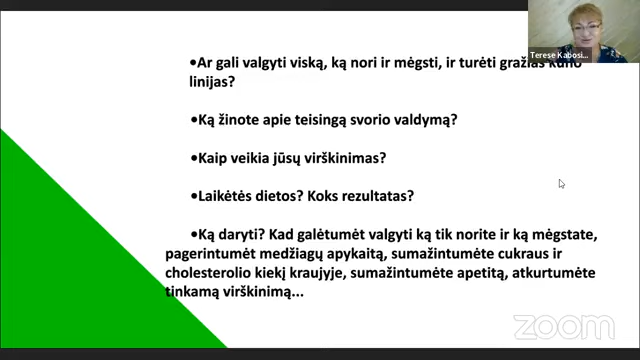 •Ar gali valgyti viską, ką nori ir mėgsti, ir turėti gražias kūno
linijas?
Terese Kabosi...
•Ką žinote apie teisingą svorio valdymą?
•Kaip veikia jūsų virškinimas?
•Laikėtės dietos? Koks rezultatas?
•Ką daryti? Kad galėtumėt valgyti ką tik norite ir ką mėgstate,
pagerintumėt medžiagų apykaitą, sumažintumėte cukraus ir
cholesterolio kiekį kraujyje, sumažintumėte apetitą, atkurtumėte
tinkamą virškinimą...
zoom